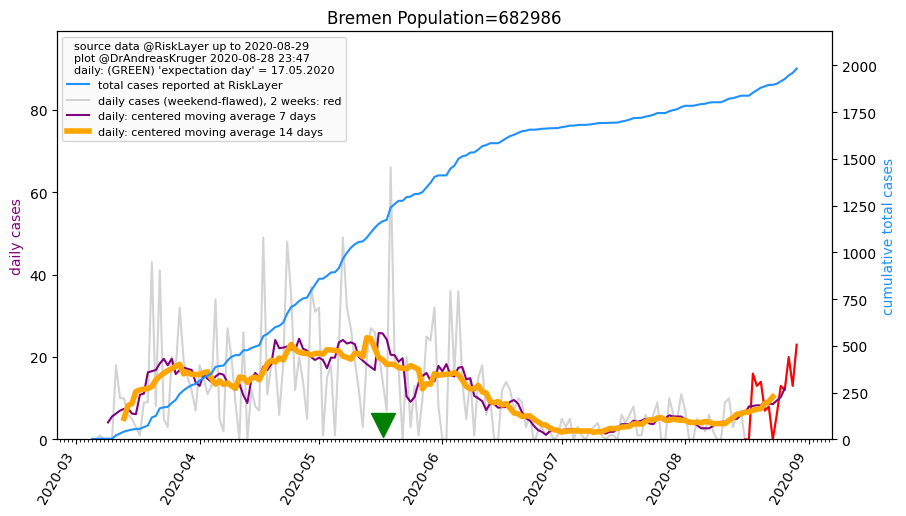 Bremen Population=682986
source data @RiskLayer up to 2020-08-29
plot @DrAndreasKruger 2020-08-28 23:47
daily: (GREEN) 'expectation day' = 17.05.2020
total cases reported at RiskLayer
daily cases (weekend-flawed), 2 weeks: red
daily: centered moving average 7 days
daily: centered moving average 14 days
daily cases
80
60
40
20
0
cumulative total cases
2000
1750
1500
1250
1000
750
500
250
0
2020-03
2020-04
2020-05
2020-06
2020-07
2020-08
2020-09